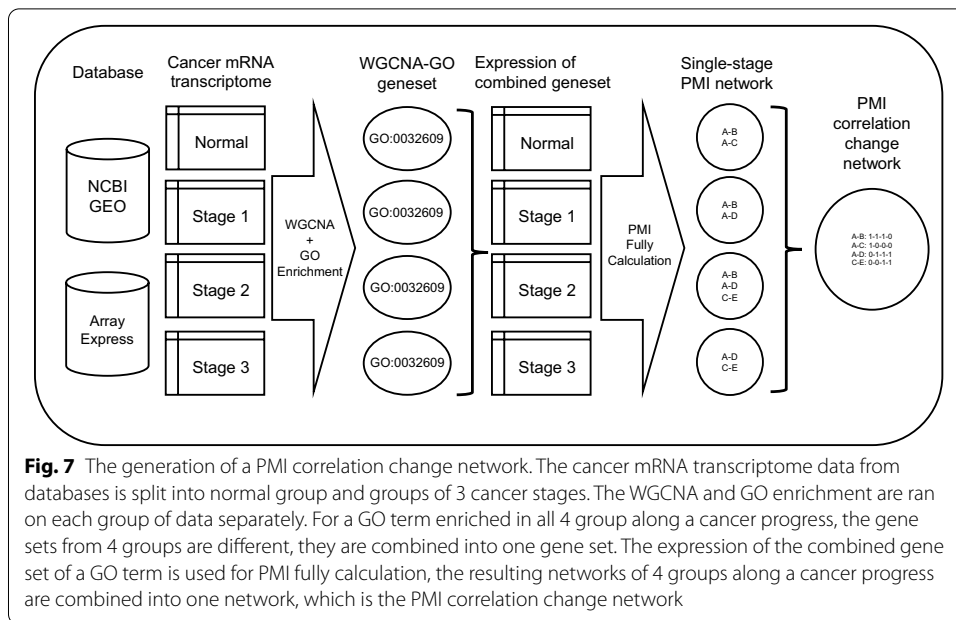 Database
Cancer mRNA
transcriptome
WGCNA-GO
geneset
Expression of
combined geneset
Single-stage
PMI network
PMI
correlation
change
network
NCBI
GEO
Array
Express
Normal
Stage 1
Stage 2
Stage 3
WGCNA
+
GO
Enrichment
GO:0032609
GO:0032609
GO:0032609
GO:0032609
Normal
Stage 1
Stage 2
Stage 3
PMI
Fully
Calculation
A-B
A-C
A-B
A-D
A-B
A-D
C-E
A-D
C-E
A-B: 1-1-1-0
A-C: 1-0-0-0
A-D: 0-1-1-1
C-E: 0-0-1-1
Fig. 7 The generation of a PMI correlation change network. The cancer mRNA transcriptome data from
databases is split into normal group and groups of 3 cancer stages. The WGCNA and GO enrichment are ran
on each group of data separately. For a GO term enriched in all 4 group along a cancer progress, the gene
sets from 4 groups are different, they are combined into one gene set. The expression of the combined gene
set of a GO term is used for PMI fully calculation, the resulting networks of 4 groups along a cancer progress
are combined into one network, which is the PMI correlation change network